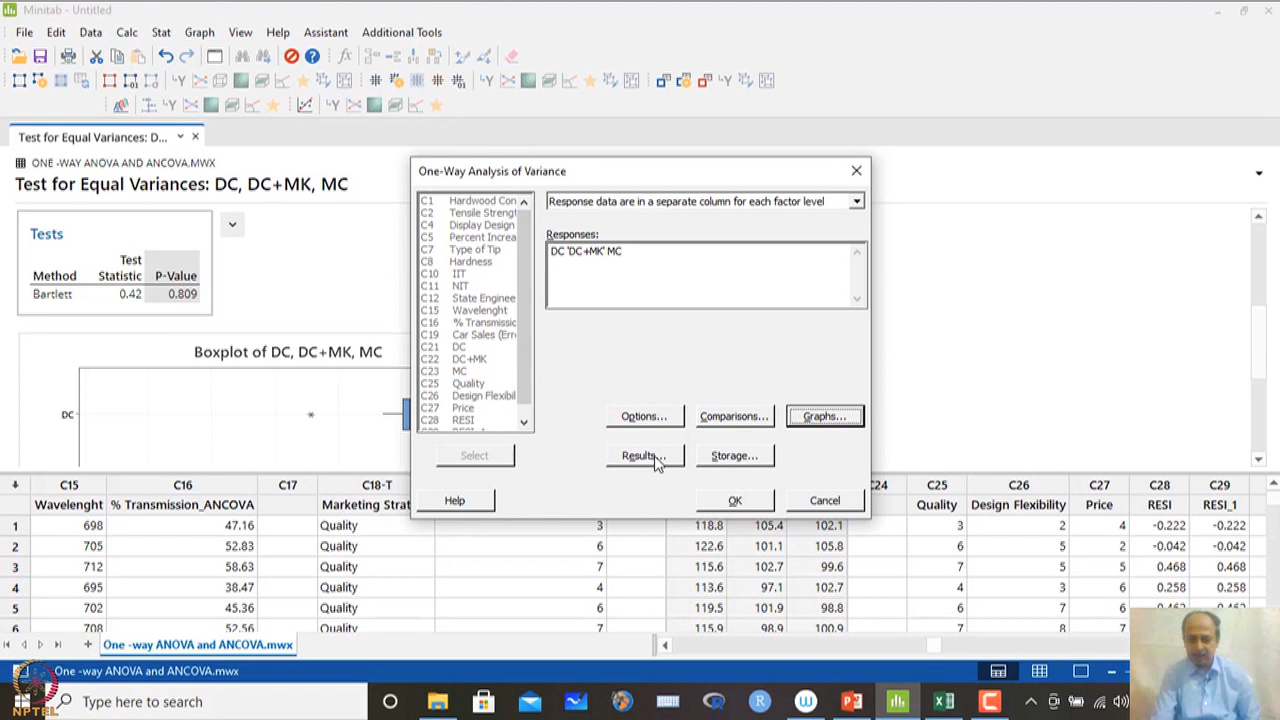 Minitab - Untitled
File Edit Data Calc Stat Graph View Help Assistant Additional Tools
Test for Equal Variances: D...
ONE -WAY ANOVA AND ANCOVA.MWX
Test for Equal Variances: DC, DC+MK, MC
Tests
Test
Method Statistic P-Value
Bartlett 0.42 0.809
Boxplot of DC, DC+MK, MC
DC
One-Way Analysis of Variance
C1 Hardwood Con
C2 Tensile Strengt
C4 Display Design
C5 Percent Increa
C7 Type of Tip
C8 Hardness
C10 IIT
C11 NIT
C12 State Enginee
C15 Wavelenght
C16 % Transmissic
C19 Car Sales (Erro
C21 DC
C22 DC+MK
C23 MC
C25 Quality
C26 Design Flexibil
C27 Price
C28 RESI
Response data are in a separate column for each factor level
Responses:
DC 'DC+MK' MC
Options... Comparisons... Graphs...
Select Results... Storage...
Help OK Cancel
C15 C16 C17 C18-T C24 C25 C26 C27 C28 C29
Wavelenght % Transmission_ANCOVA Marketing Strat Quality Design Flexibility Price RESI RESI_1
1 698 47.16 Quality 3 118.8 105.4 102.1 3 2 4 -0.222 -0.222
2 705 52.83 Quality 6 122.6 101.1 105.8 6 5 2 -0.042 -0.042
3 712 58.63 Quality 5 115.6 102.7 99.6 7 5 5 0.468 0.468
4 695 38.47 Quality 4 113.6 97.1 102.7 4 3 6 0.258 0.258
5 702 45.36 Quality 6 119.5 101.9 98.8 6 7 6 0.462
6 708 52.56 Quality 7 115.9 98.9 100.9 7 8 7
One -way ANOVA and ANCOVA.mwx
One -way ANOVA and ANCOVA.mwx
NPTEL
Type here to search